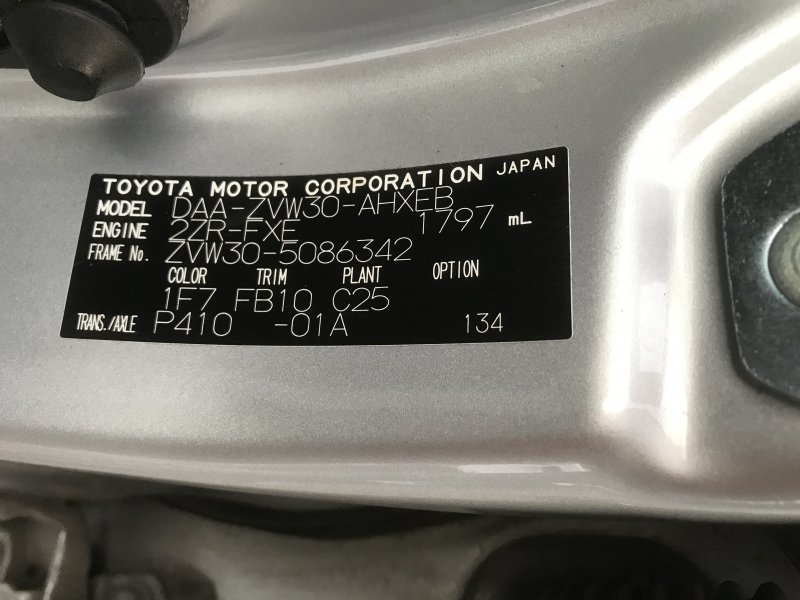 TOYOTA MOTOR CORPORATION JAPAN
MODEL DAA-ZVW30-AHXEB
ENGINE 2ZR-FXE 1797 mL
FRAME No. ZVW30-5086342
COLOR TRIM PLANT OPTION
1F7 FB10 C25
TRANS./AXLE P410 -01A 134